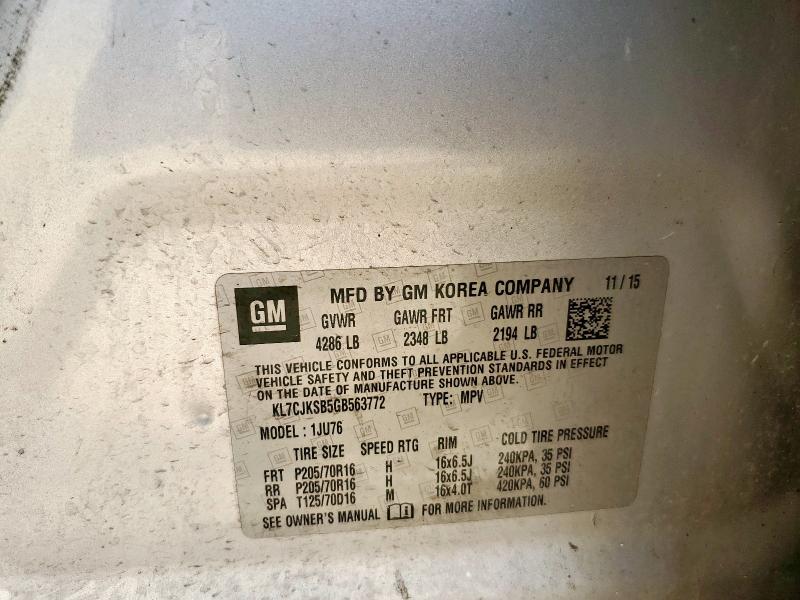 GM
MFD BY GM KOREA COMPANY 11 / 15
GVWR GAWR FRT GAWR RR
4286 LB 2348 LB 2194 LB
THIS VEHICLE CONFORMS TO ALL APPLICABLE U.S. FEDERAL MOTOR
VEHICLE SAFETY AND THEFT PREVENTION STANDARDS IN EFFECT
ON THE DATE OF MANUFACTURE SHOWN ABOVE.
KL7CJKSB5GB563772 TYPE: MPV
MODEL : 1JU76
TIRE SIZE SPEED RTG RIM COLD TIRE PRESSURE
FRT P205/70R16 H 16x6.5J 240KPA, 35 PSI
RR P205/70R16 H 16x6.5J 240KPA, 35 PSI
SPA T125/70D16 M 16x4.0T 420KPA, 60 PSI
SEE OWNER'S MANUAL FOR MORE INFORMATION.